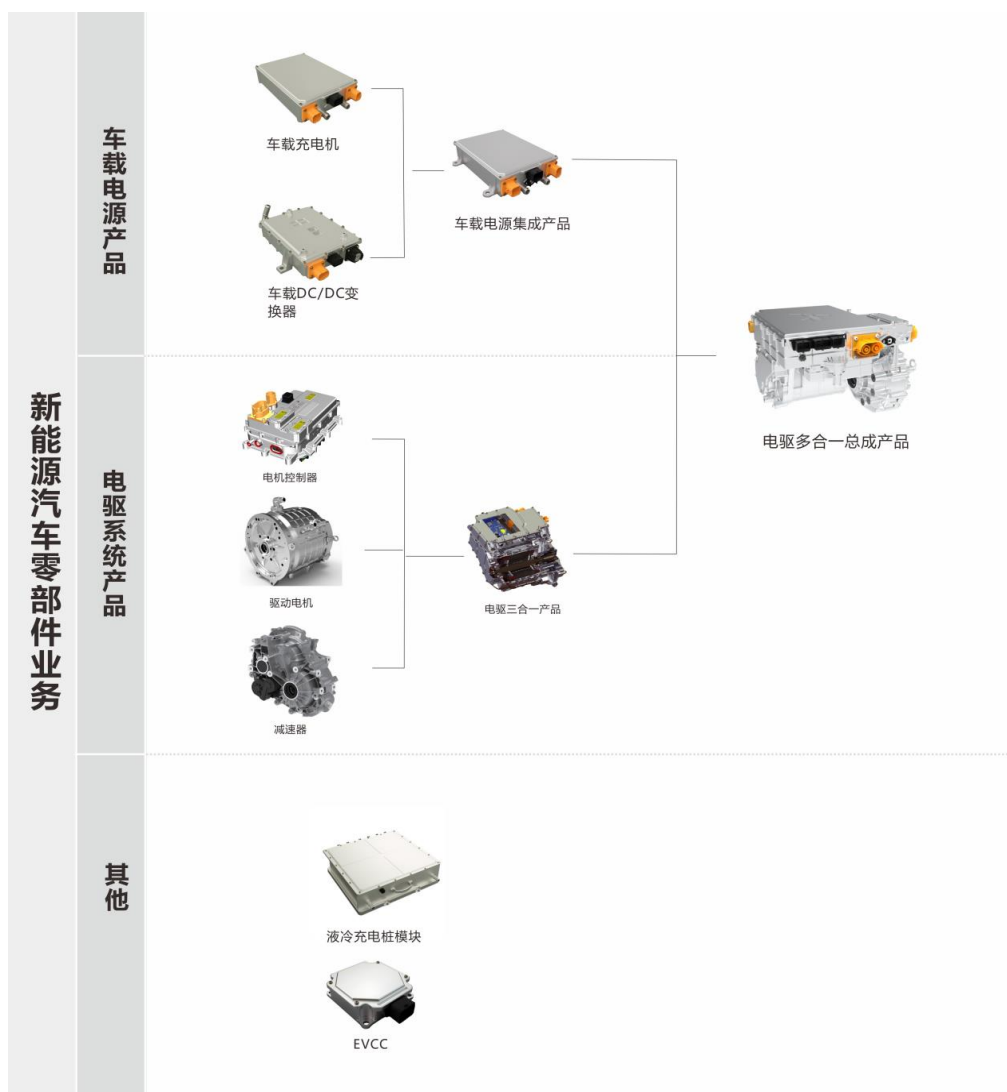 新能源汽车零部件业务
车载电源产品
车载充电机
车载DC/DC变
换器
车载电源集成产品
电驱多合一总成产品
电驱系统产品
电机控制器
驱动电机
减速器
电驱三合一产品
其他
液冷充电桩模块
EVCC